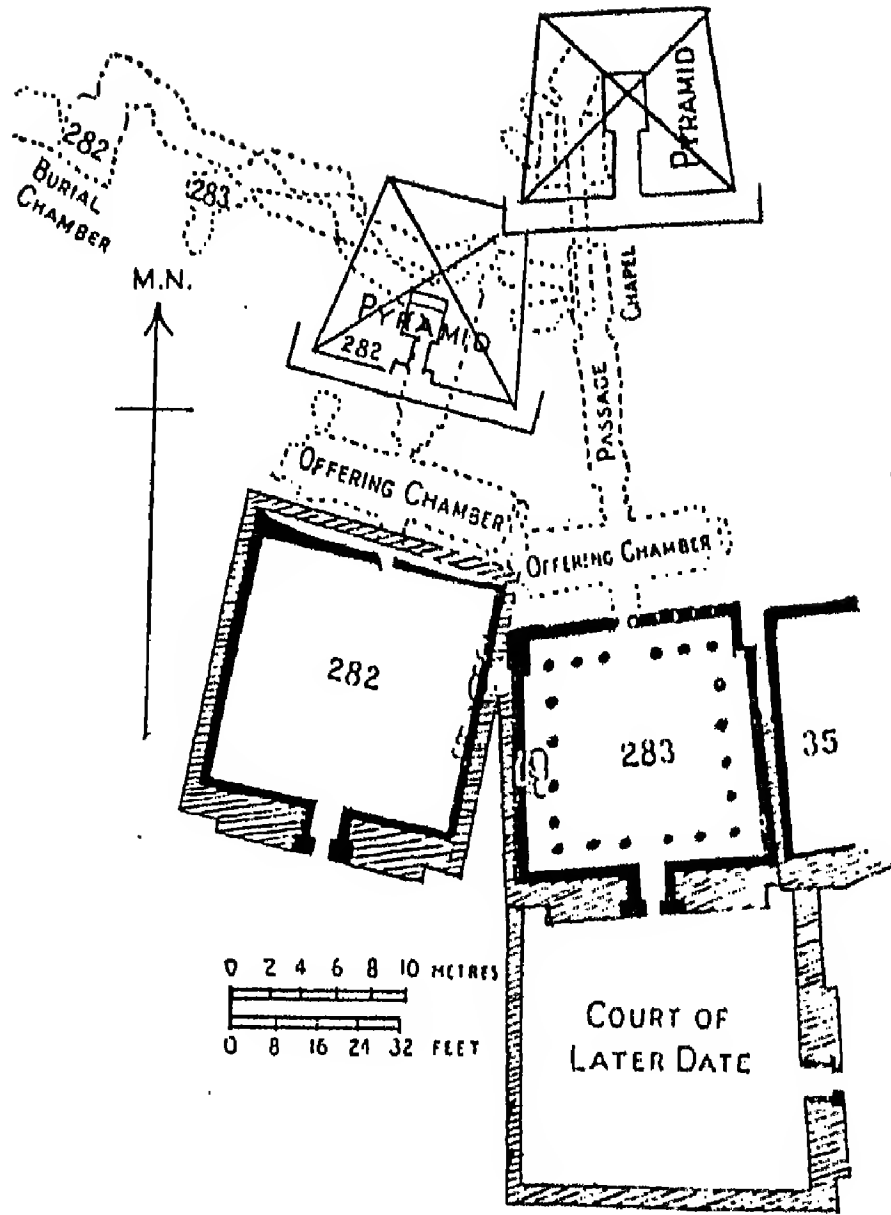 PYRAMID
282
BURIAL
CHAMBER
283
M.N.
CHAPEL
PYRAMID
282
PASSAGE
OFFERING CHAMBER
OFFERING CHAMBER
282
283
35
0 2 4 6 8 10 METRES
0 8 16 24 32 FEET
COURT OF
LATER DATE